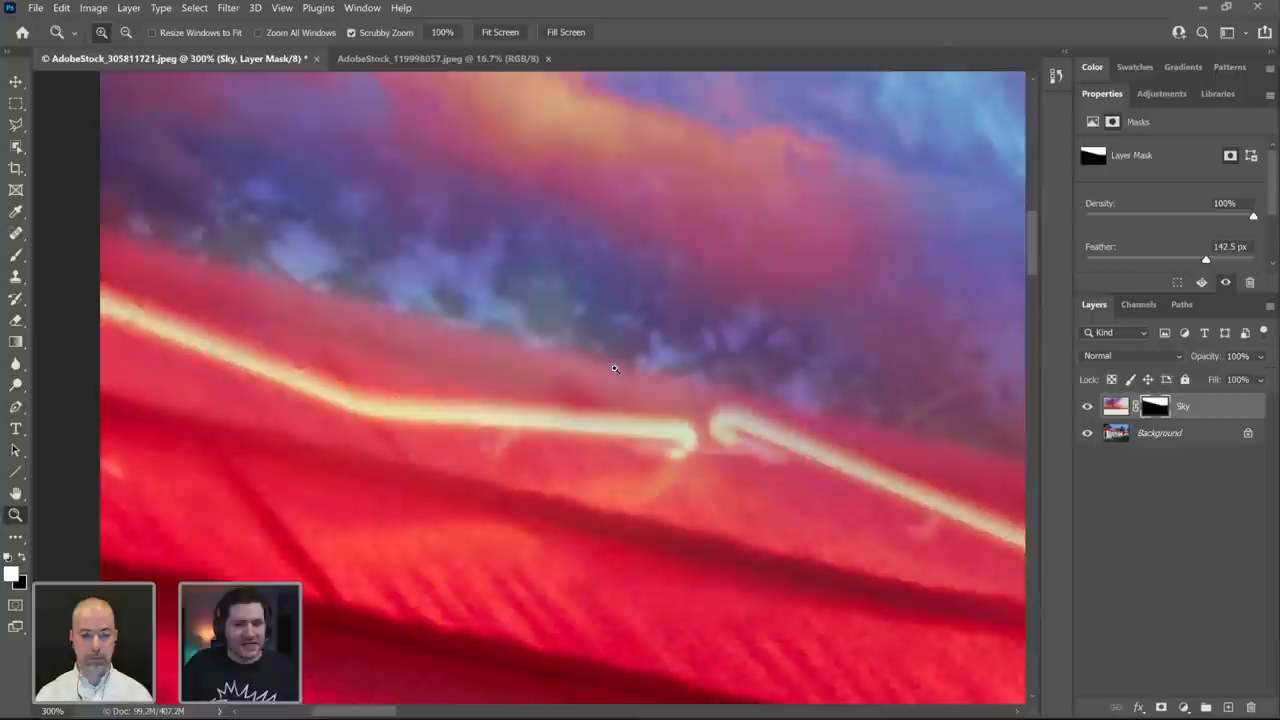 Ps File Edit Image Layer Type Select Filter 3D View Plugins Window Help
Resize Windows to Fit Zoom All Windows Scrubby Zoom 100% Fit Screen Fill Screen
© AdobeStock_305811721.jpeg @ 300% (Sky, Layer Mask/8) * × AdobeStock_119998057.jpeg @ 16.7% (RGB/8) ×
Color Swatches Gradients Patterns
Properties Adjustments Libraries
Masks
Layer Mask
Density: 100%
Feather: 142.5 px
Layers Channels Paths
Kind
Normal Opacity: 100%
Lock: Fill: 100%
Sky
Background
300% © Doc: 99.2M/407.2M
fx